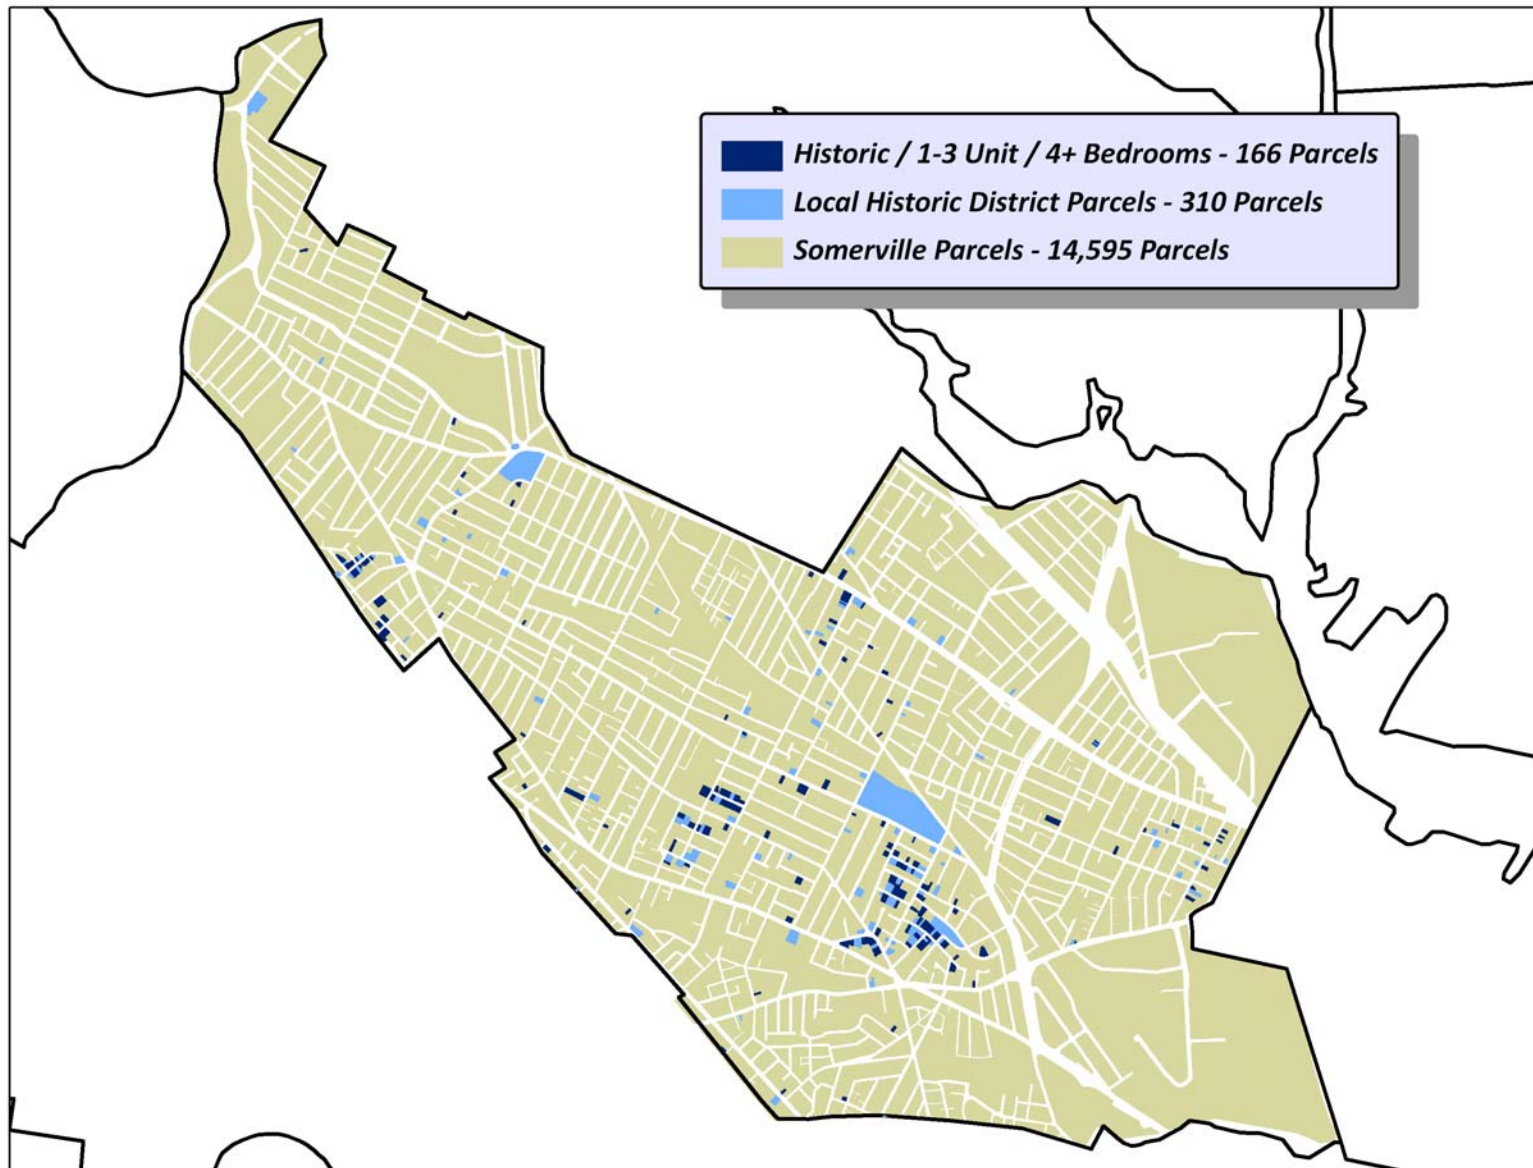 Historic / 1-3 Unit / 4+ Bedrooms - 166 Parcels
Local Historic District Parcels - 310 Parcels
Somerville Parcels - 14,595 Parcels